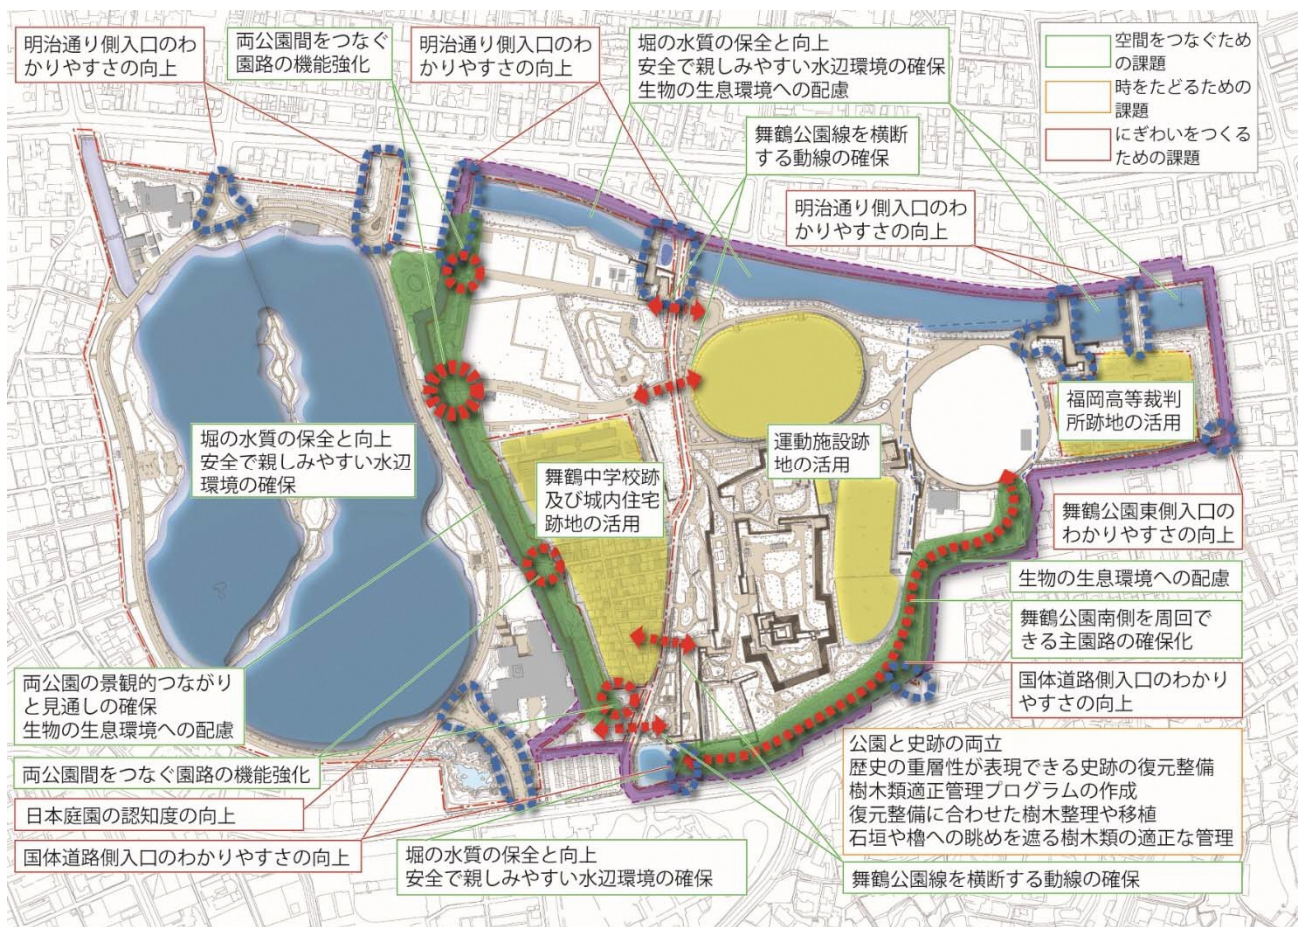 明治通り側入口のわ
かりやすさの向上
両公園間をつなぐ
園路の機能強化
明治通り側入口のわ
かりやすさの向上
堀の水質の保全と向上
安全で親しみやすい水辺環境の確保
生物の生息環境への配慮
空間をつなぐため
の課題
時をたどるための
課題
にぎわいをつくる
ための課題
舞鶴公園線を横断
する動線の確保
明治通り側入口のわ
かりやすさの向上
堀の水質の保全と向上
安全で親しみやすい水辺
環境の確保
舞鶴中学校跡
及び城内住宅
跡地の活用
運動施設跡
地の活用
福岡高等裁判
所跡地の活用
舞鶴公園東側入口の
わかりやすさの向上
生物の生息環境への配慮
舞鶴公園南側を周回で
きる主園路の確保化
国体道路側入口のわかり
やすさの向上
両公園の景観的つながり
と見通しの確保
生物の生息環境への配慮
両公園間をつなぐ園路の機能強化
日本庭園の認知度の向上
国体道路側入口のわかりやすさの向上
堀の水質の保全と向上
安全で親しみやすい水辺環境の確保
公園と史跡の両立
歴史の重層性が表現できる史跡の復元整備
樹木類適正管理プログラムの作成
復元整備に合わせた樹木整理や移植
石垣や櫓への眺めを遮る樹木類の適正な管理
舞鶴公園線を横断する動線の確保